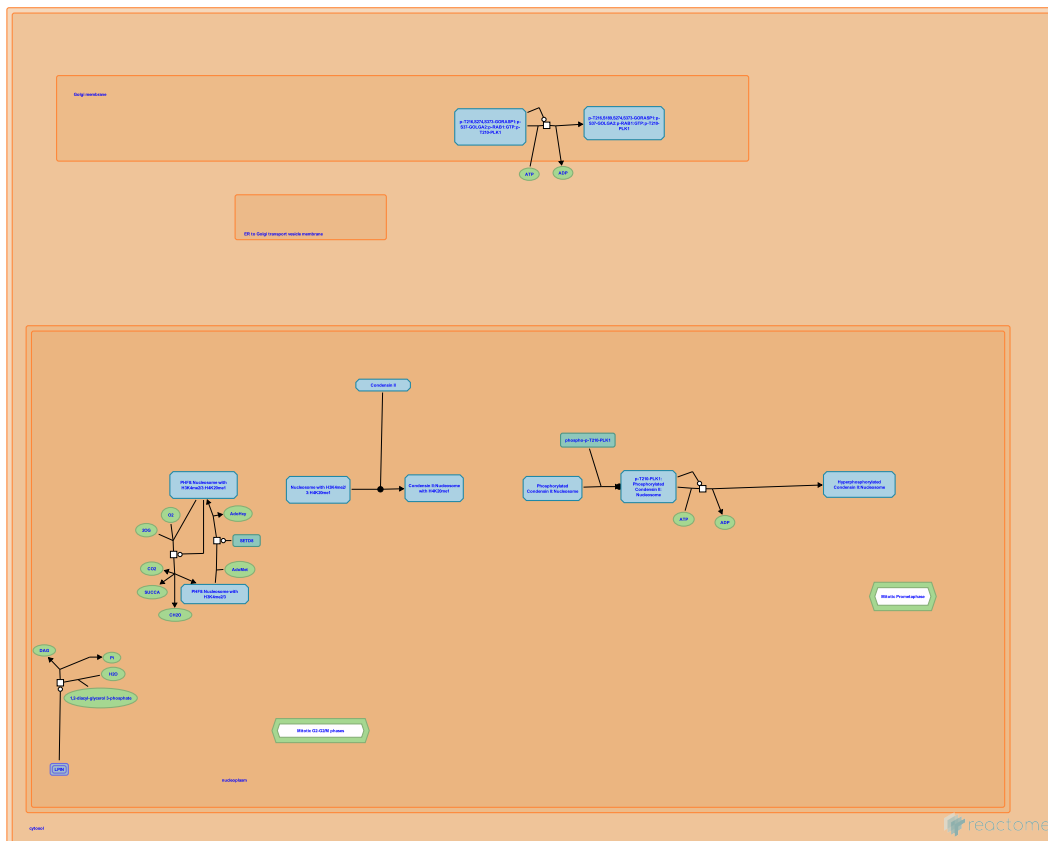 Golgi membrane
p-T216,S274,S373-GORASP1:p-
S37-GOLGA2:p-RAB1:GTP:p-
T210-PLK1
p-T216,S189,S274,S373-GORASP1:p-
S37-GOLGA2:p-RAB1:GTP:p-T210-
PLK1
ATP
ADP
ER to Golgi transport vesicle membrane
Condensin II
phospho-p-T210-PLK1
PHF8:Nucleosome with
H3K4me2/3:H4K20me1
Nucleosome with H3K4me2/
3:H4K20me1
Condensin II:Nucleosome
with H4K20me1
Phosphorylated
Condensin II:Nucleosome
p-T210-PLK1:
Phosphorylated
Condensin II:
Nucleosome
Hyperphosphorylated
Condensin II:Nucleosome
O2
AdoHcy
2OG
SETD8
ATP
ADP
CO2
AdoMet
SUCCA
PHF8:Nucleosome with
H3K4me2/3
CH2O
Mitotic Prometaphase
DAG
Pi
H2O
1,2-diacyl-glycerol 3-phosphate
Mitotic G2-G2/M phases
LPIN
nucleoplasm
cytosol
reactome